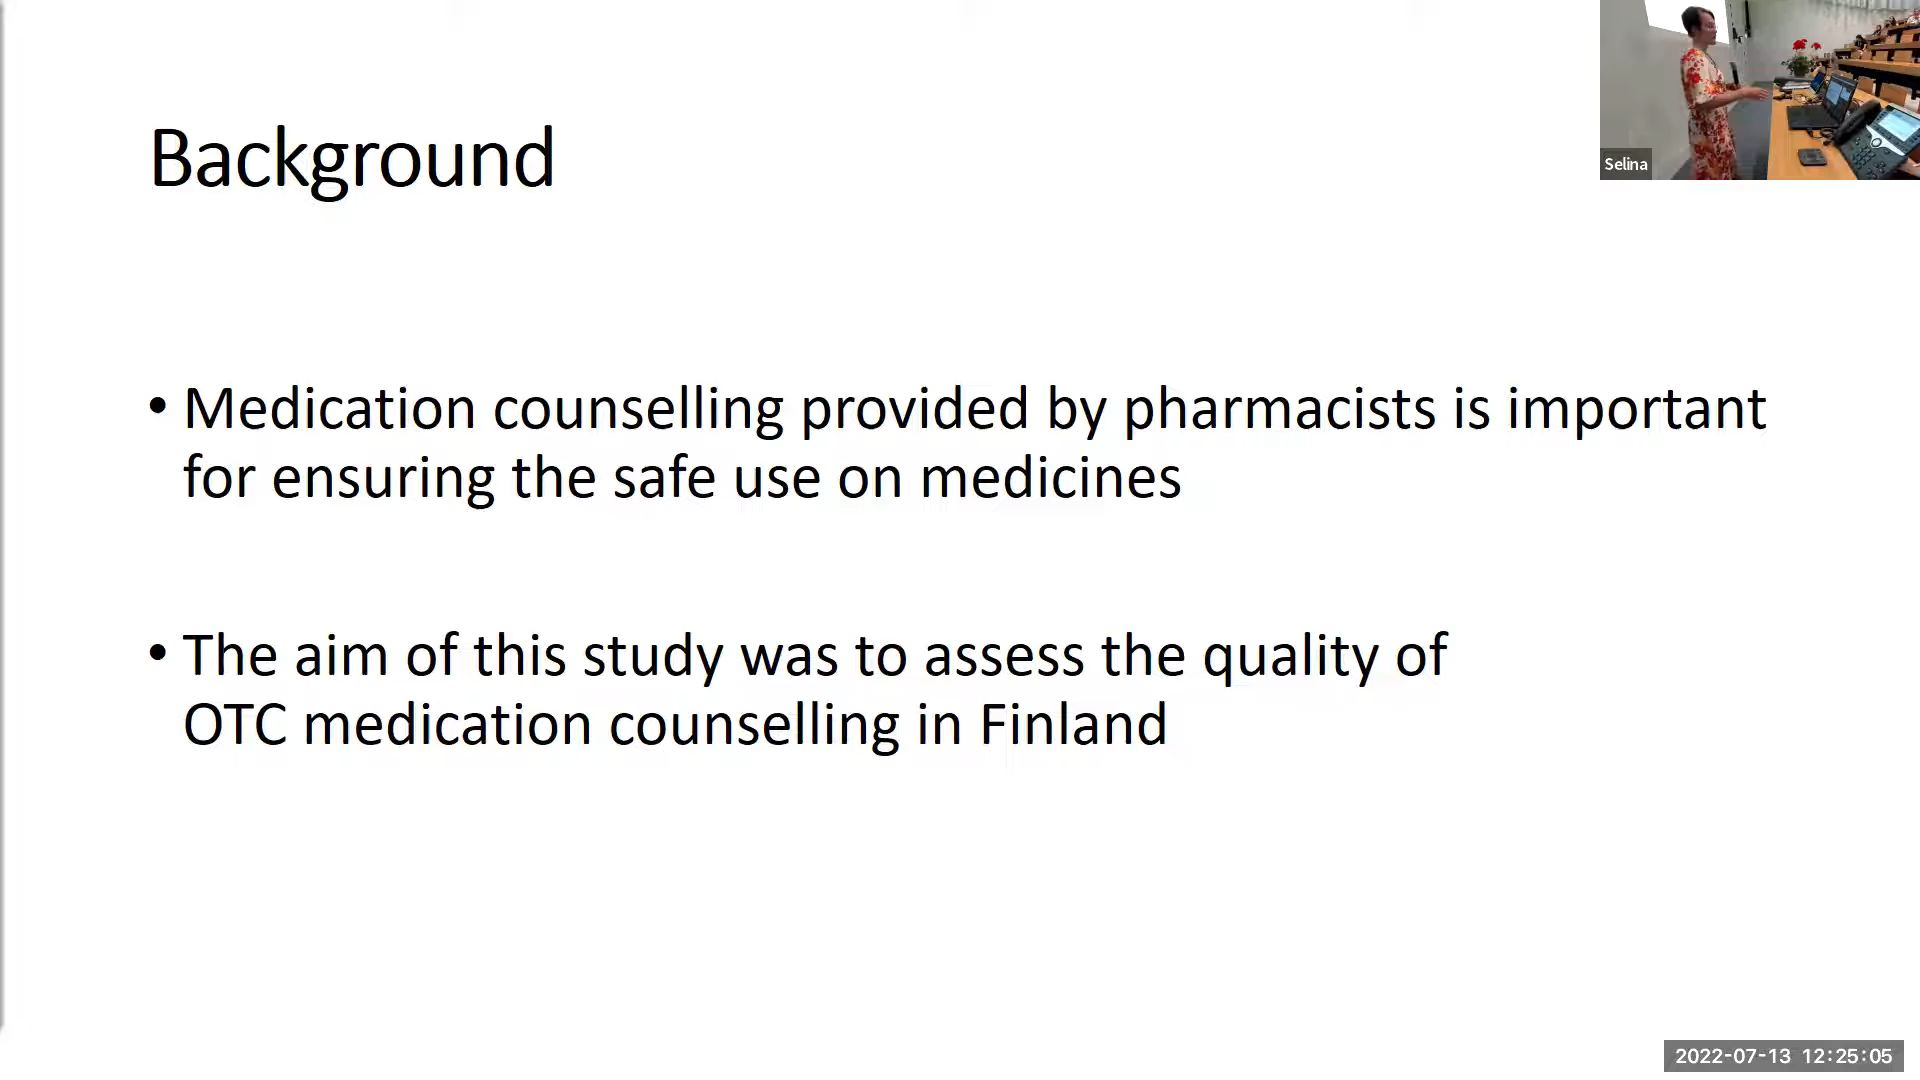 Background
• Medication counselling provided by pharmacists is important
for ensuring the safe use on medicines
• The aim of this study was to assess the quality of
OTC medication counselling in Finland
Selina
2022-07-13 12:25:05